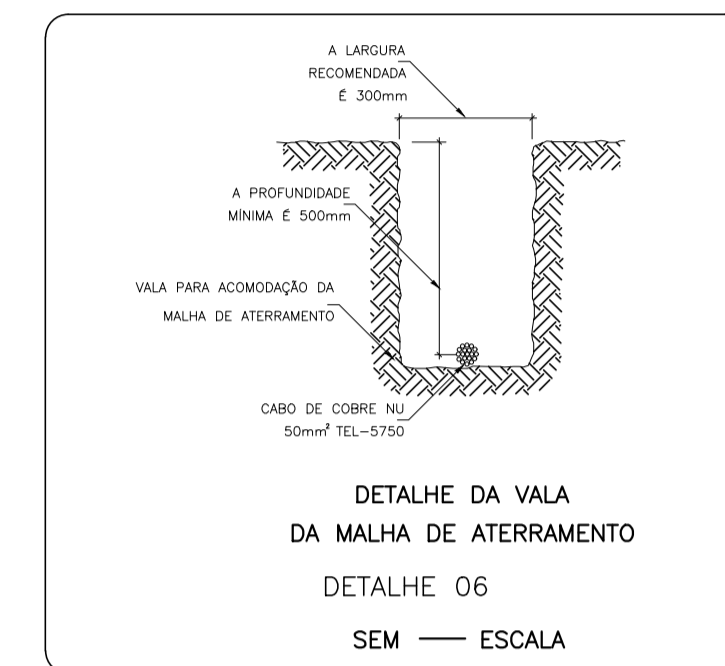 A LARGURA
RECOMENDADA
É 300mm
A PROFUNDIDADE
MÍNIMA É 500mm
VALA PARA ACOMODAÇÃO DA
MALHA DE ATERRAMENTO
CABO DE COBRE NU
50mm² TEL-5750
DETALHE DA VALA
DA MALHA DE ATERRAMENTO
DETALHE 06
SEM — ESCALA